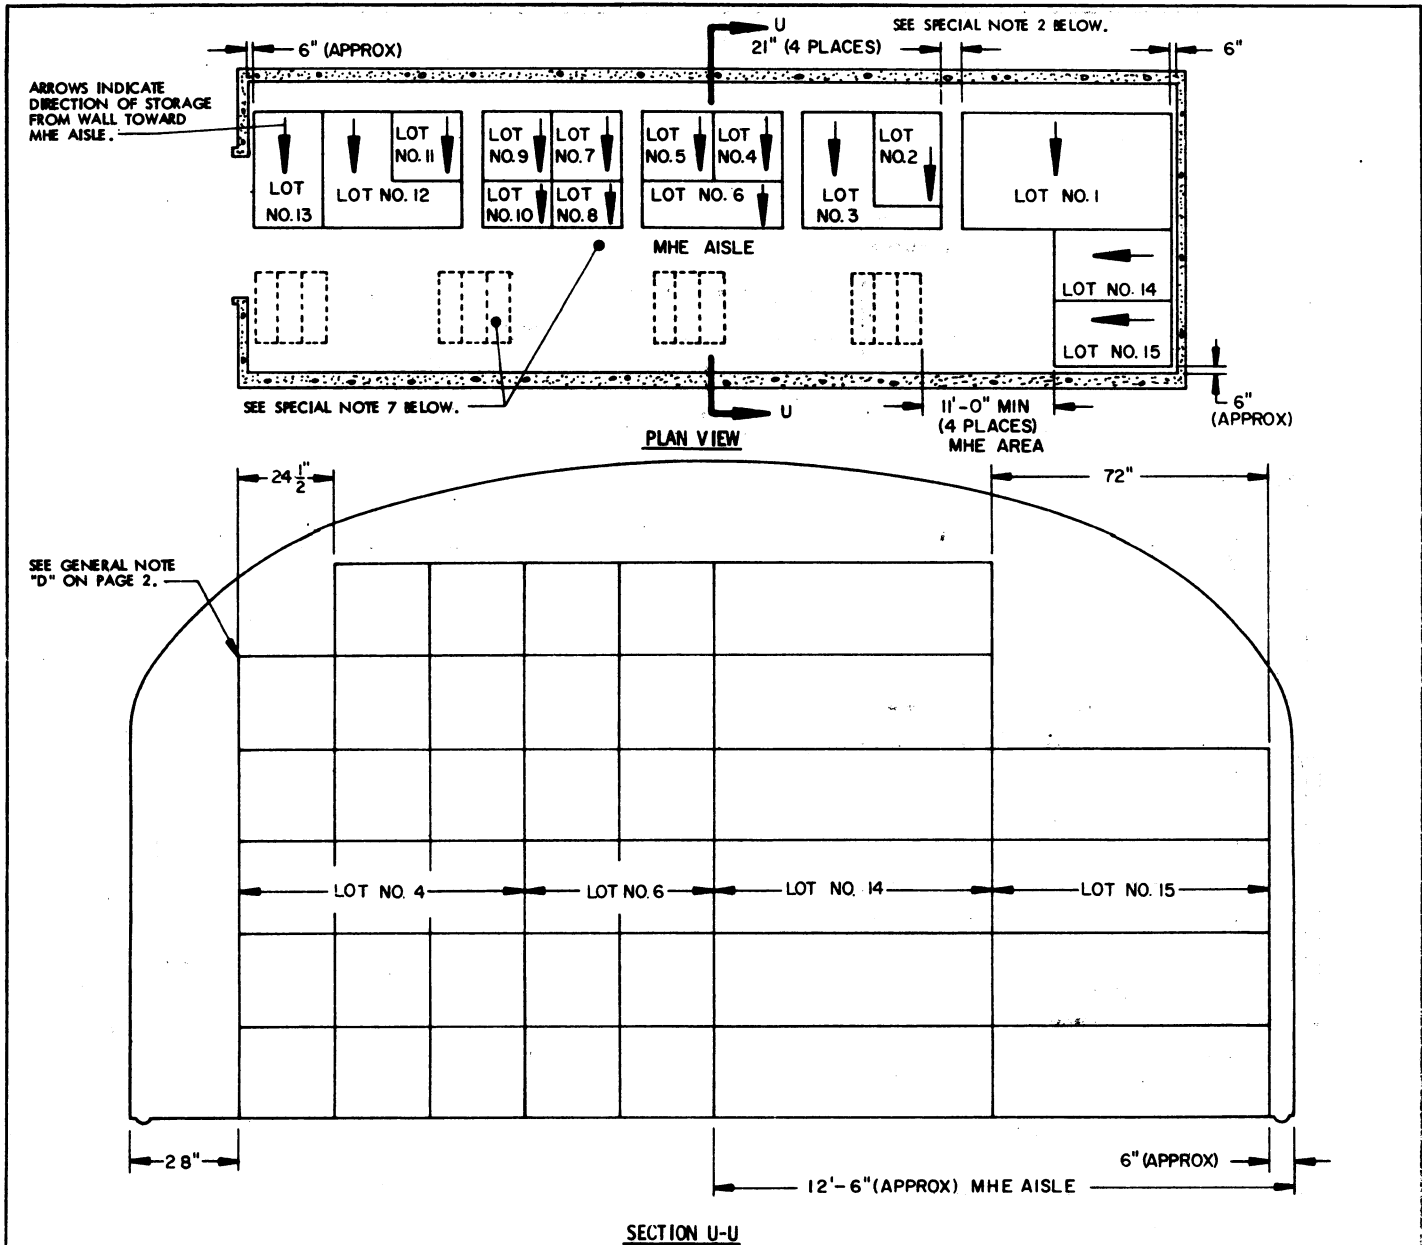 U
SEE SPECIAL NOTE 2 BELOW.
6" (APPROX)
21" (4 PLACES)
6"
ARROWS INDICATE
DIRECTION OF STORAGE
FROM WALL TOWARD
MHE AISLE.
LOT
NO. 13
LOT NO. 12
LOT
NO. 11
LOT
NO. 9
LOT
NO. 7
LOT
NO. 10
LOT
NO. 8
LOT
NO. 5
LOT
NO. 4
LOT NO. 6
LOT
NO. 3
LOT
NO. 2
LOT NO. 1
MHE AISLE
LOT NO. 14
LOT NO. 15
SEE SPECIAL NOTE 7 BELOW.
U
11'-0" MIN
(4 PLACES)
MHE AREA
6"
(APPROX)
PLAN VIEW
24 1/2"
72"
SEE GENERAL NOTE
"D" ON PAGE 2.
LOT NO. 4
LOT NO. 6
LOT NO. 14
LOT NO. 15
28"
6" (APPROX)
12'-6" (APPROX) MHE AISLE
SECTION U-U